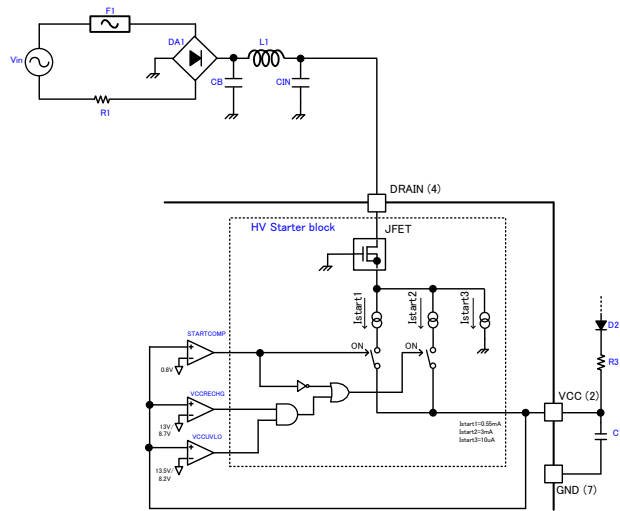 F1
Vin
DA1
L1
CB
CIN
R1
DRAIN (4)
HV Starter block
JFET
Istart1
Istart2
Istart3
STARTCOMP
ON
ON
0.8V
VCCRECHG
13V/
8.7V
VCCUVLO
13.5V/
8.2V
Istart1=0.55mA
Istart2=3mA
Istart3=10uA
D2
R3
VCC (2)
C
GND (7)